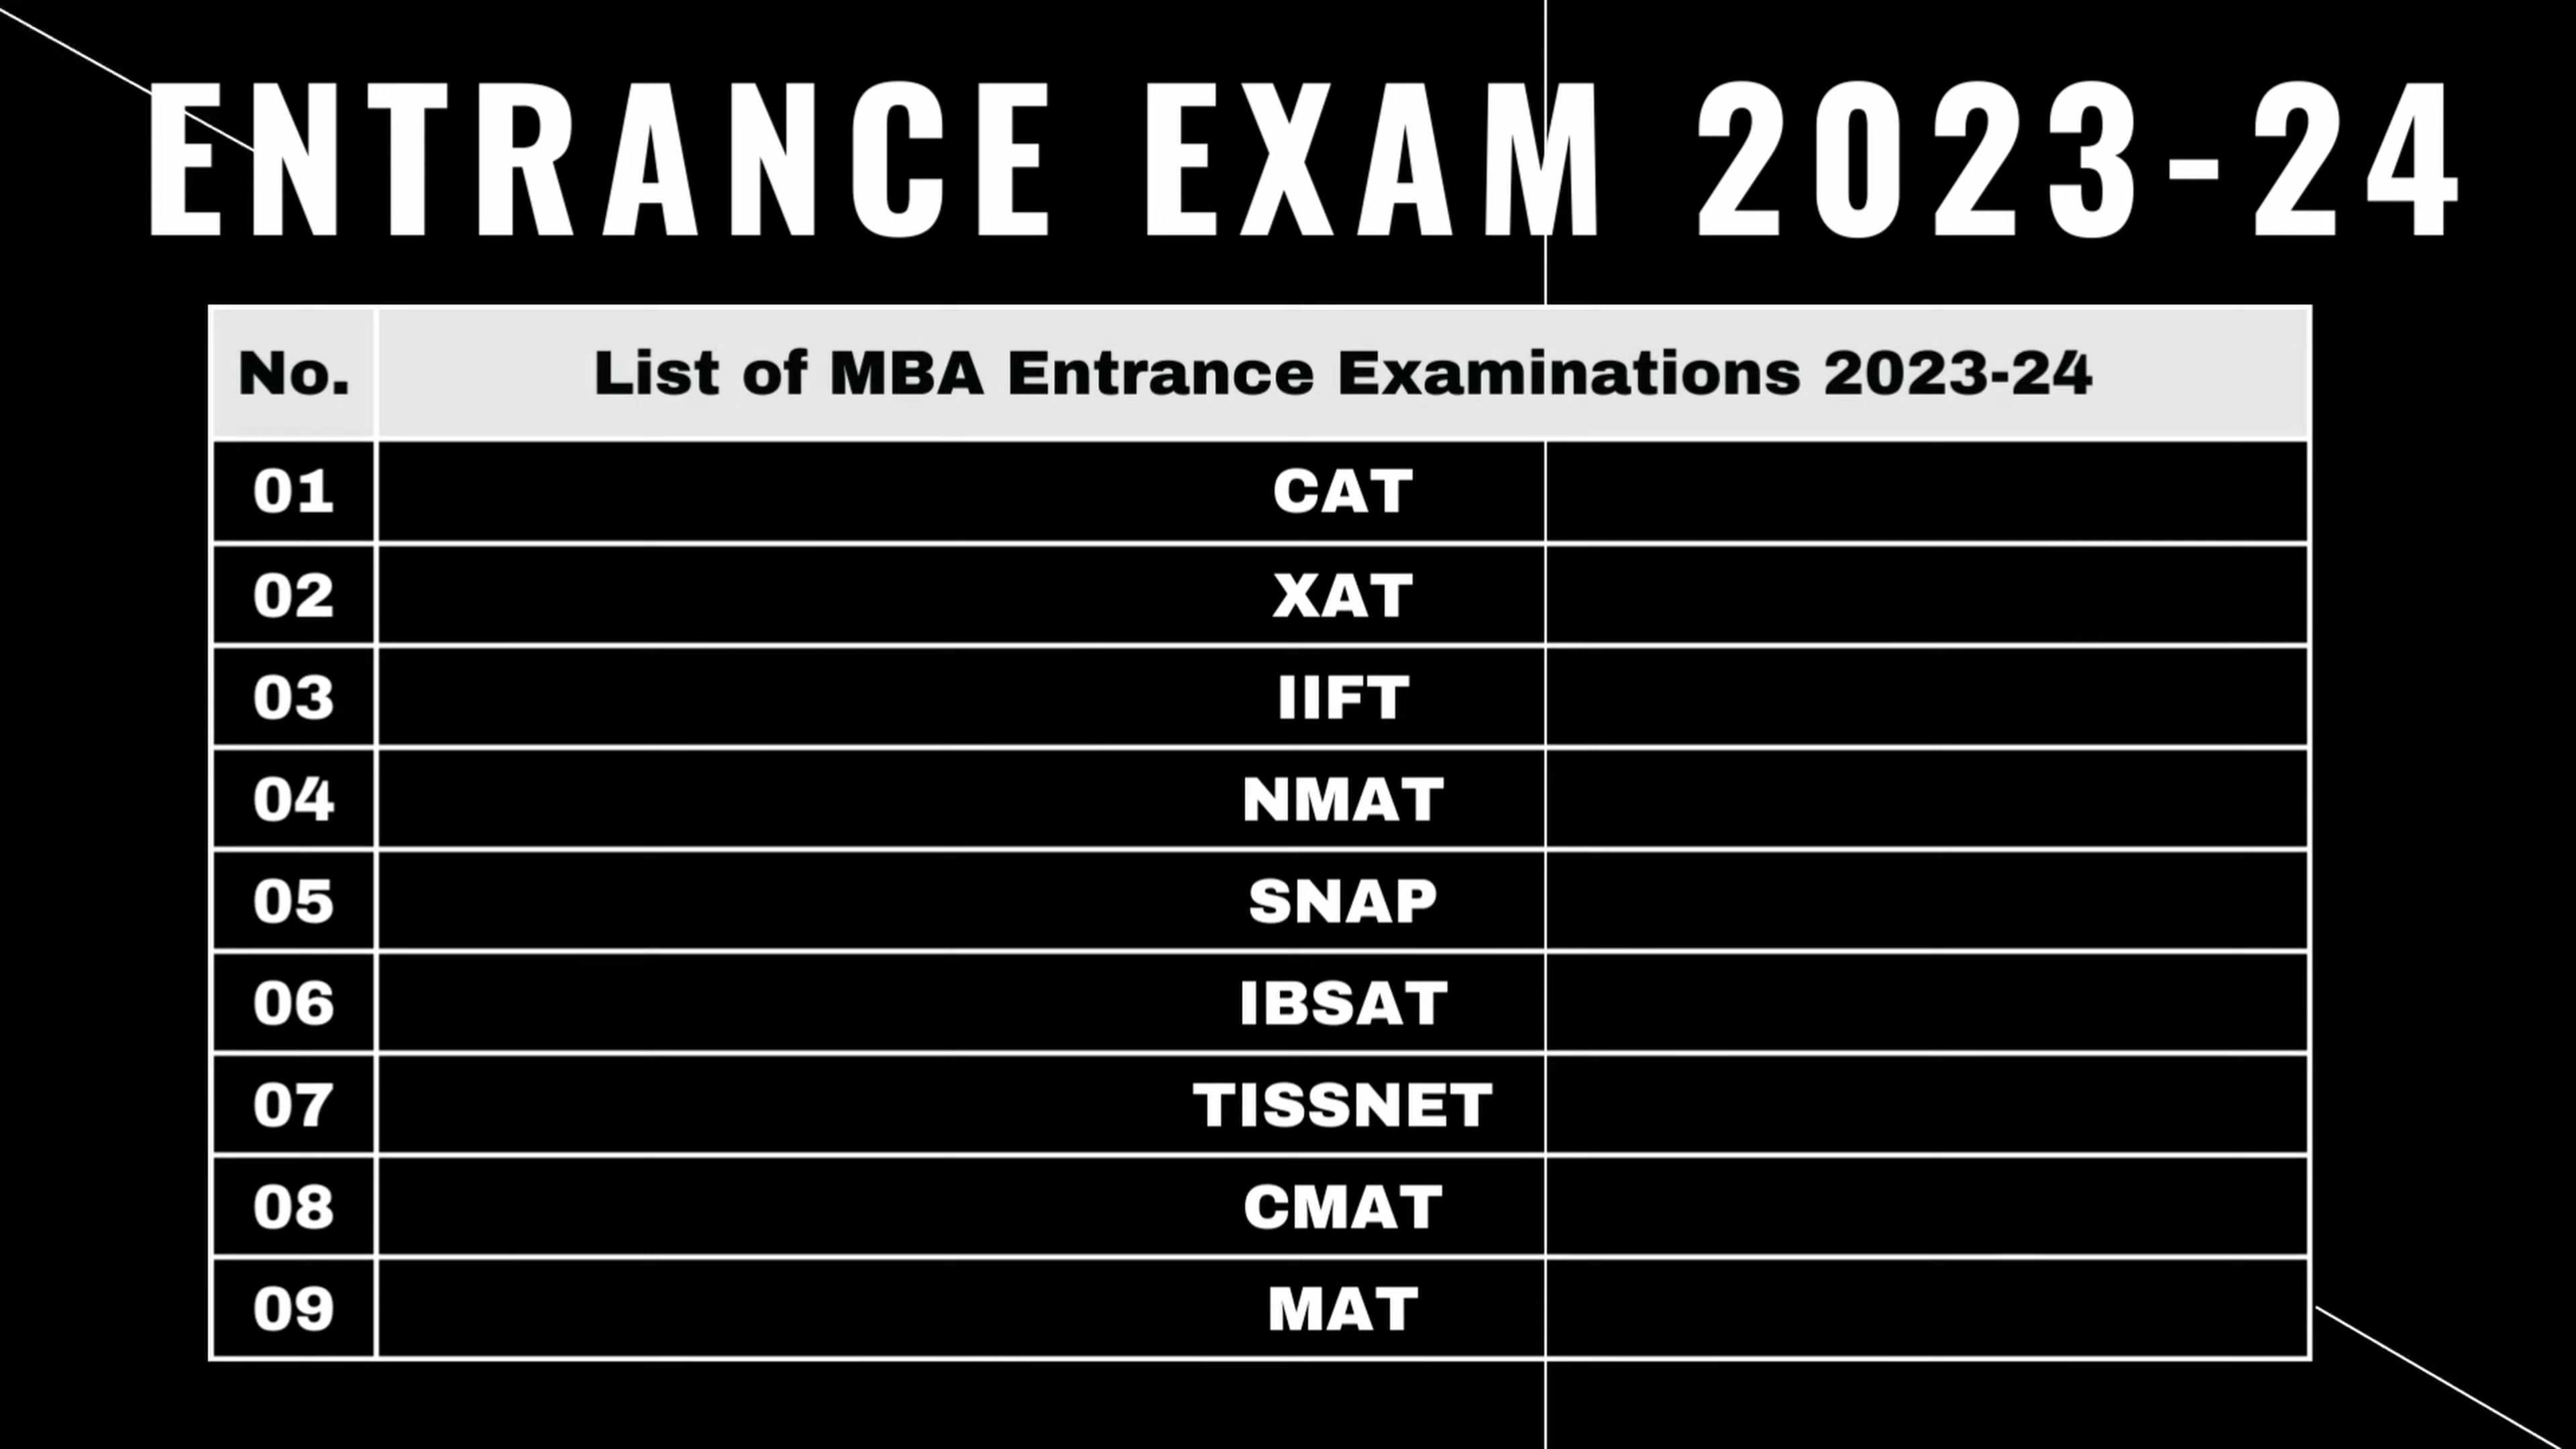 ENTRANCE EXAM 2023-24
No. List of MBA Entrance Examinations 2023-24
01 CAT
02 XAT
03 IIFT
04 NMAT
05 SNAP
06 IBSAT
07 TISSNET
08 CMAT
09 MAT